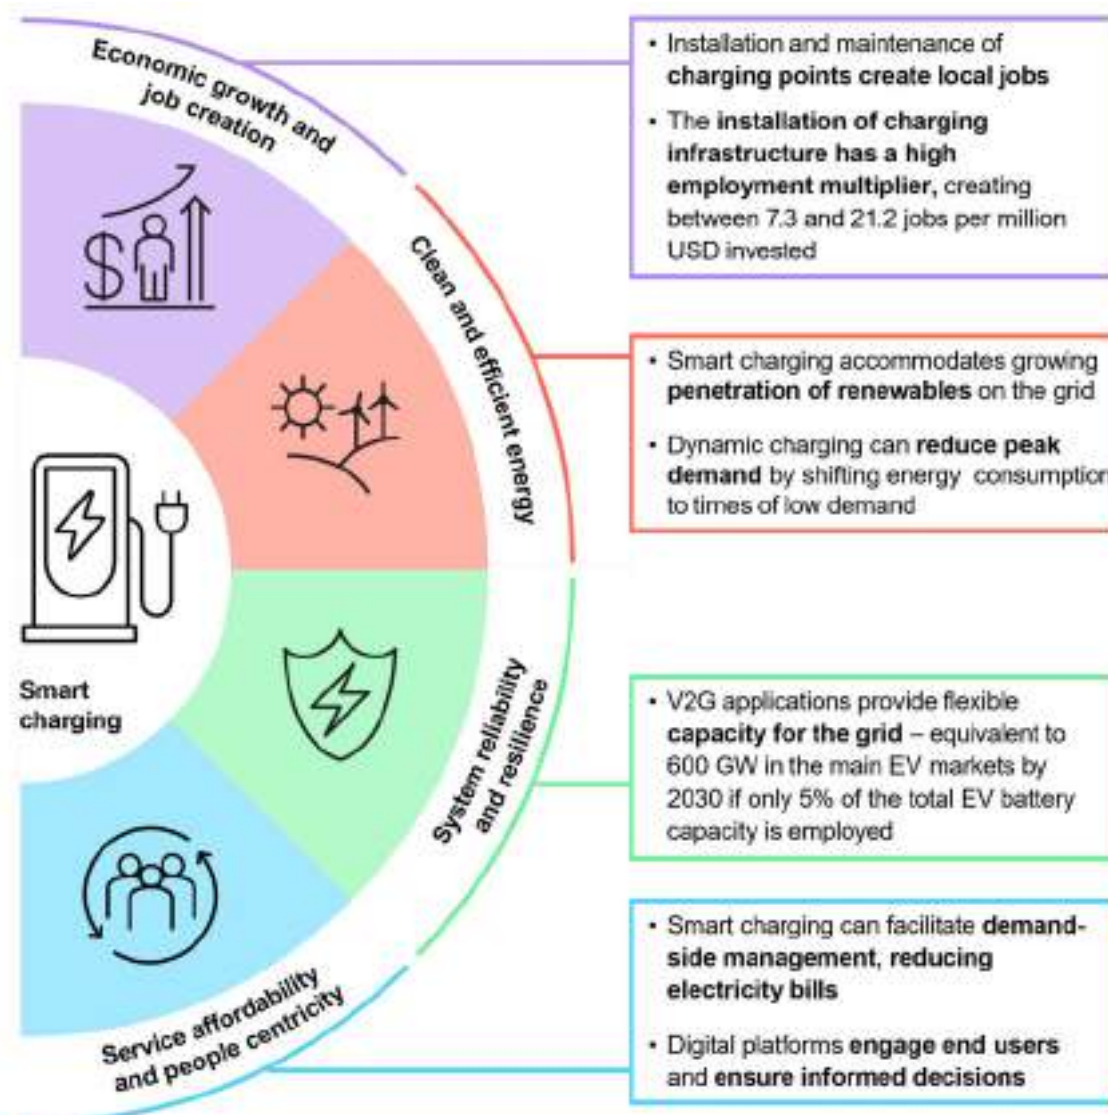 Economic growth and
job creation
• Installation and maintenance of
charging points create local jobs
• The installation of charging
infrastructure has a high
employment multiplier, creating
between 7.3 and 21.2 jobs per million
USD invested
Clean and efficient energy
• Smart charging accommodates growing
penetration of renewables on the grid
• Dynamic charging can reduce peak
demand by shifting energy consumption
to times of low demand
Smart
charging
System reliability
and resilience
• V2G applications provide flexible
capacity for the grid – equivalent to
600 GW in the main EV markets by
2030 if only 5% of the total EV battery
capacity is employed
Service affordability
and people centricity
• Smart charging can facilitate demand-
side management, reducing
electricity bills
• Digital platforms engage end users
and ensure informed decisions